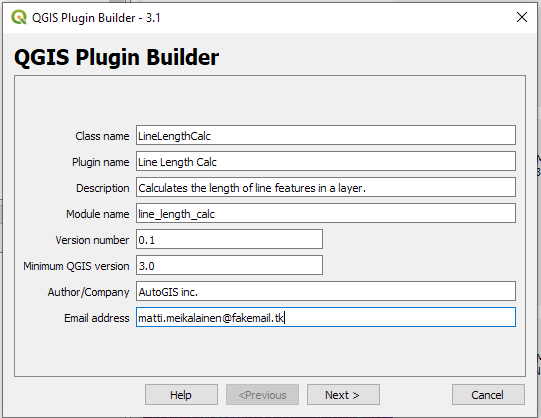 QGIS Plugin Builder - 3.1
QGIS Plugin Builder
Class name LineLengthCalc
Plugin name Line Length Calc
Description Calculates the length of line features in a layer.
Module name line_length_calc
Version number 0.1
Minimum QGIS version 3.0
Author/Company AutoGIS inc.
Email address matti.meikalainen@fakemail.tk
Help <Previous Next > Cancel